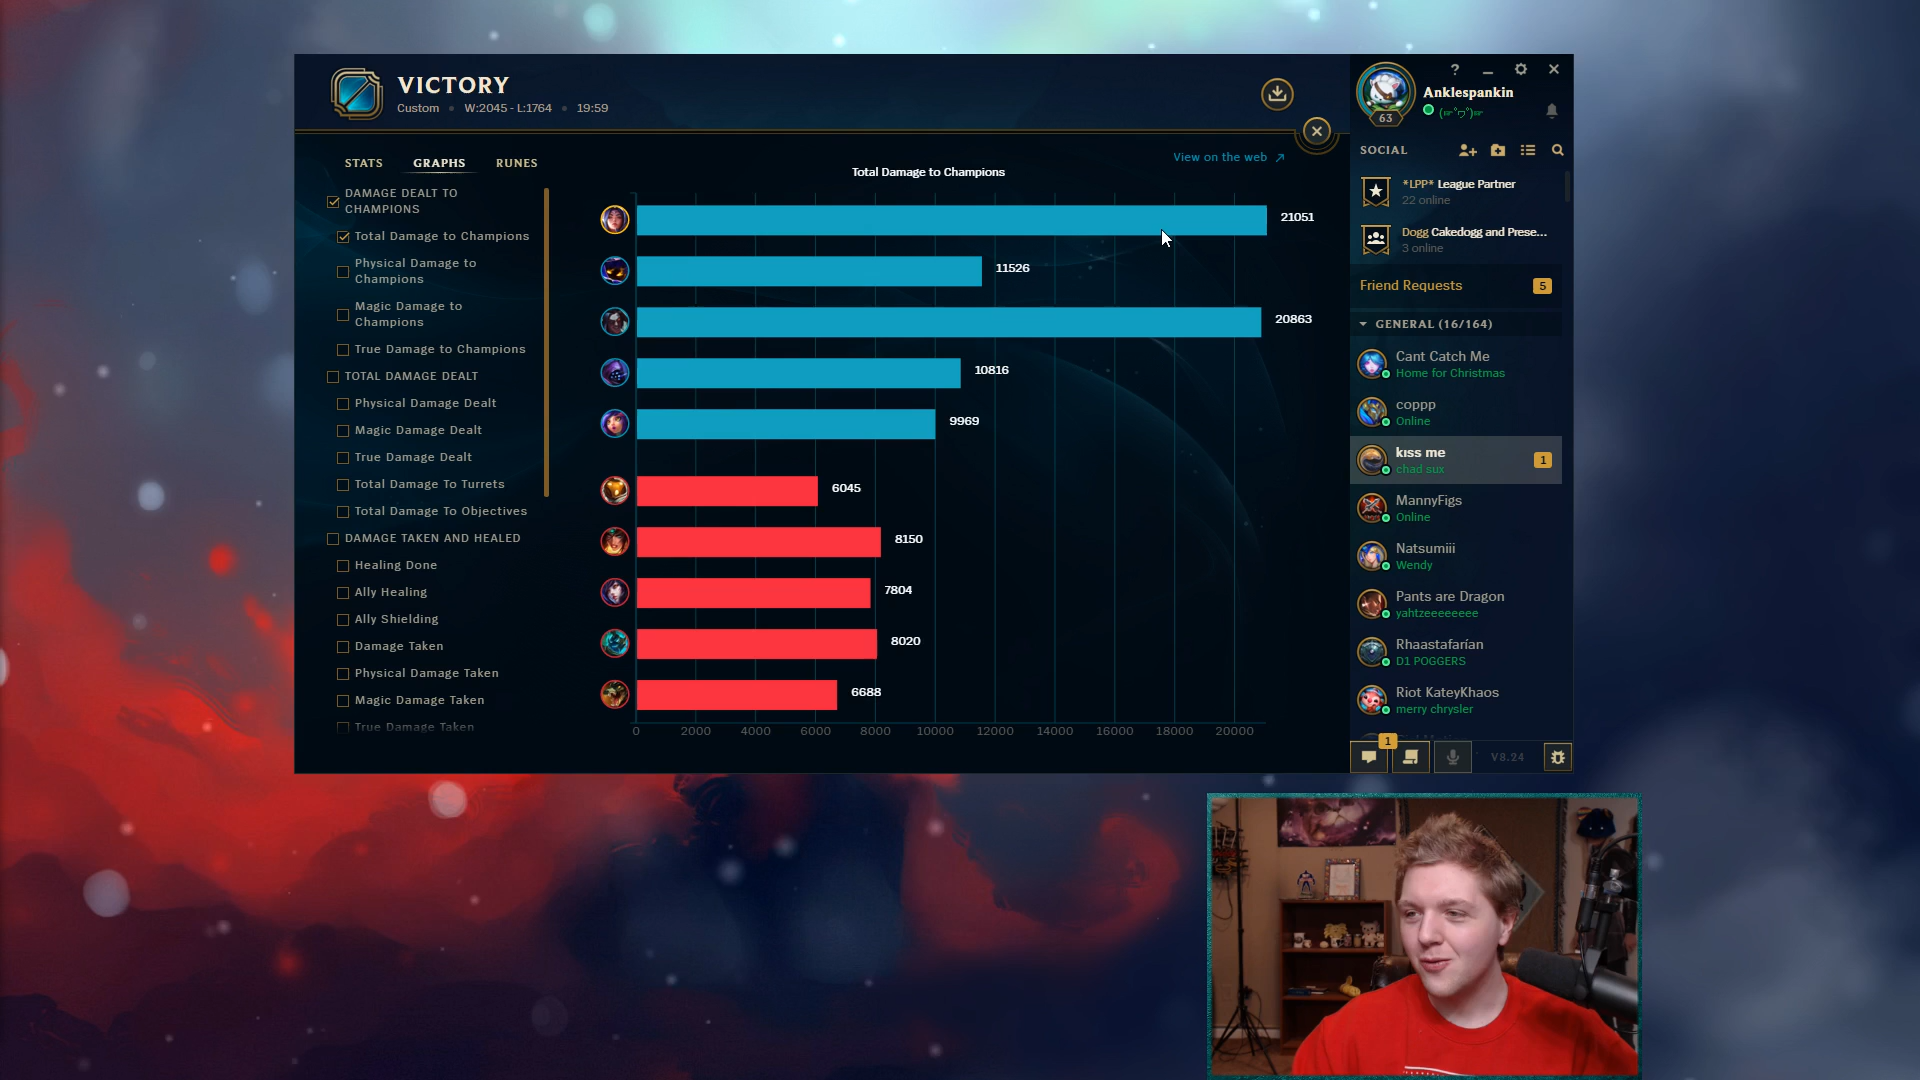 VICTORY
Custom • W:2045 - L:1764 • 19:59
STATS
GRAPHS
RUNES
View on the web
DAMAGE DEALT TO
CHAMPIONS
Total Damage to Champions
Physical Damage to
Champions
Magic Damage to
Champions
True Damage to Champions
TOTAL DAMAGE DEALT
Physical Damage Dealt
Magic Damage Dealt
True Damage Dealt
Total Damage To Turrets
Total Damage To Objectives
DAMAGE TAKEN AND HEALED
Healing Done
Ally Healing
Ally Shielding
Damage Taken
Physical Damage Taken
Magic Damage Taken
True Damage Taken
Total Damage to Champions
21051
11526
20863
10816
9969
6045
8150
7804
8020
6688
0 2000 4000 6000 8000 10000 12000 14000 16000 18000 20000
?
63
Anklespankin
SOCIAL
*LPP* League Partner
22 online
Dogg Cakedogg and Prese...
3 online
Friend Requests
5
GENERAL (16/164)
Cant Catch Me
Home for Christmas
coppp
Online
kıss me
chad sux
1
MannyFigs
Online
Natsumiii
Wendy
Pants are Dragon
yahtzeeeeeeee
Rhaastafarian
D1 POGGERS
Riot KateyKhaos
merry chrysler
1
V8.24